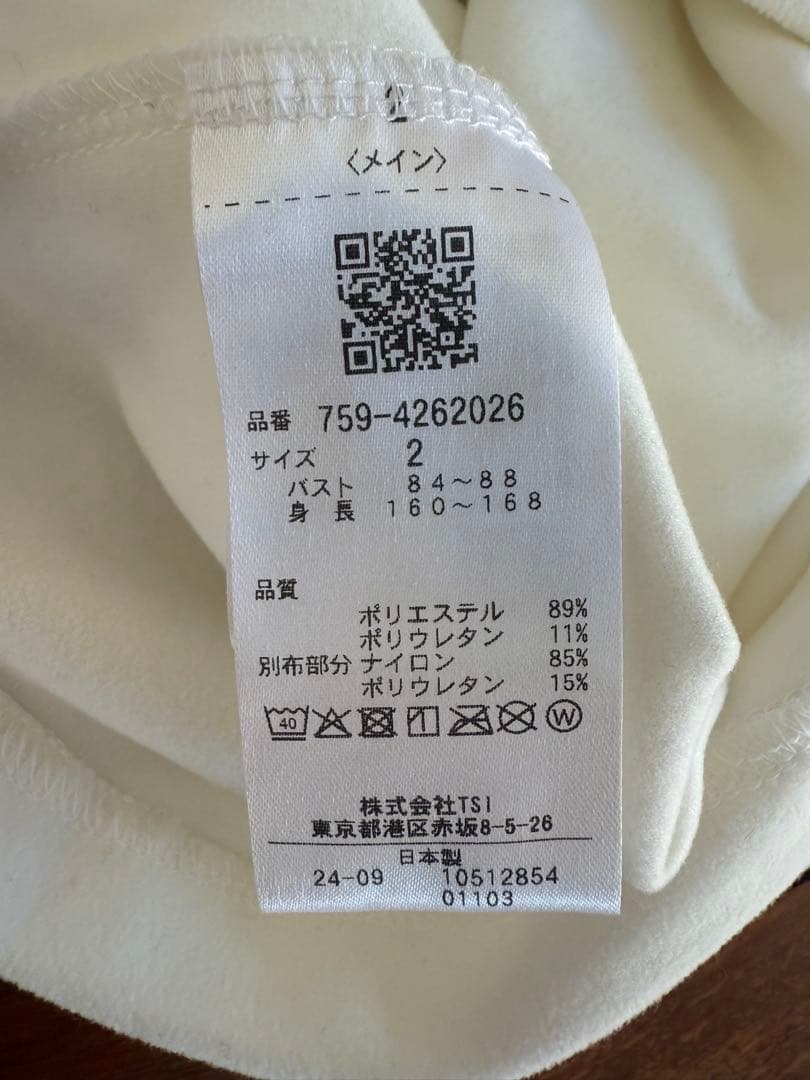 2
〈メイン〉
品番 759-4262026
サイズ 2
バスト 84~88
身長 160~168
品質
ポリエステル 89%
ポリウレタン 11%
別布部分 ナイロン 85%
ポリウレタン 15%
40 W
株式会社TSI
東京都港区赤坂8-5-26
日本製
24-09 10512854
01103